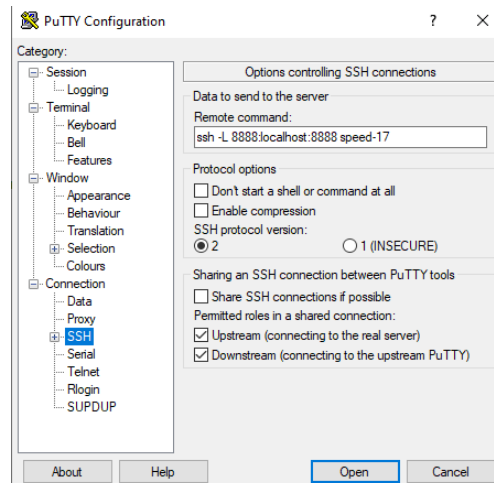 PuTTY Configuration
?
Category:
Session
Logging
Terminal
Keyboard
Bell
Features
Window
Appearance
Behaviour
Translation
Selection
Colours
Connection
Data
Proxy
SSH
Serial
Telnet
Rlogin
SUPDUP
Options controlling SSH connections
Data to send to the server
Remote command:
ssh -L 8888:localhost:8888 speed-17
Protocol options
Don't start a shell or command at all
Enable compression
SSH protocol version:
2
1 (INSECURE)
Sharing an SSH connection between PuTTY tools
Share SSH connections if possible
Permitted roles in a shared connection:
Upstream (connecting to the real server)
Downstream (connecting to the upstream PuTTY)
About
Help
Open
Cancel